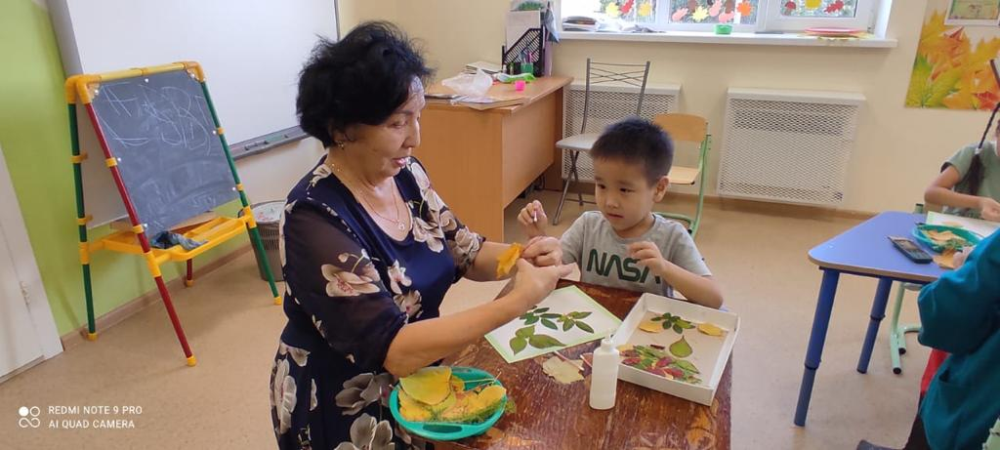 NASA
REDMI NOTE 9 PRO
AI QUAD CAMERA